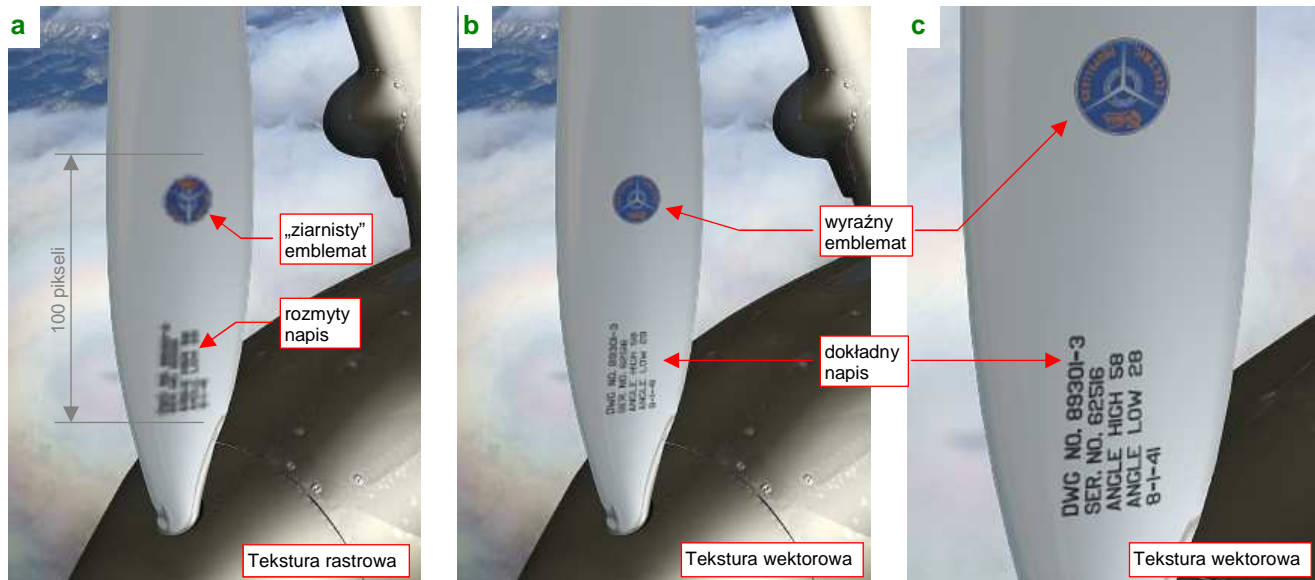 a
b
c
100 pikseli
„ziarnisty”
emblemat
rozmyty
napis
Tekstura rastrowa
DWG NO. 89301-3
SER. NO. 62516
ANGLE HIGH 58
ANGLE LOW 28
8-1-41
Tekstura wektorowa
wyraźny
emblemat
dokładny
napis
ELECTRIC
PROPELLER
DWG NO. 89301-3
SER. NO. 62516
ANGLE HIGH 58
ANGLE LOW 28
8-1-41
Tekstura wektorowa